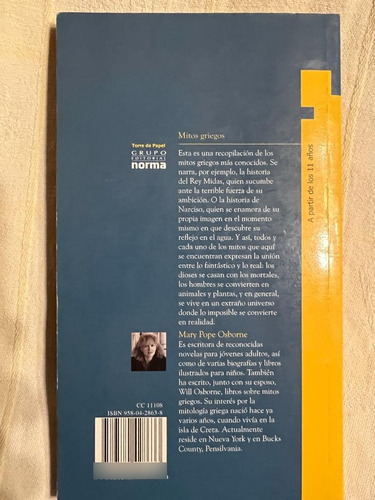 Torre de Papel
GRUPO
EDITORIAL
norma
Mitos griegos
Esta es una recopilación de los
mitos griegos más conocidos. Se
narra, por ejemplo, la historia
del Rey Midas, quien sucumbe
ante la terrible fuerza de su
ambición. O la historia de
Narciso, quien se enamora de su
propia imagen en el momento
mismo en que descubre su
reflejo en el agua. Y así, todos y
cada uno de los mitos que aquí
se encuentran expresan la unión
entre lo fantástico y lo real: los
dioses se casan con los mortales,
los hombres se convierten en
animales y plantas, y en general,
se vive en un extraño universo
donde lo imposible se convierte
en realidad.
Mary Pope Osborne
Es escritora de reconocidas
novelas para jóvenes adultos, así
como de varias biografías y libros
ilustrados para niños. También
ha escrito, junto con su esposo,
Will Osborne, libros sobre mitos
griegos. Su interés por la
mitología griega nació hace ya
varios años, cuando vivía en la
isla de Creta. Actualmente
reside en Nueva York y en Bucks
County, Pensilvania.
A partir de los 11 años
CC 11108
ISBN 958-04-2863-8